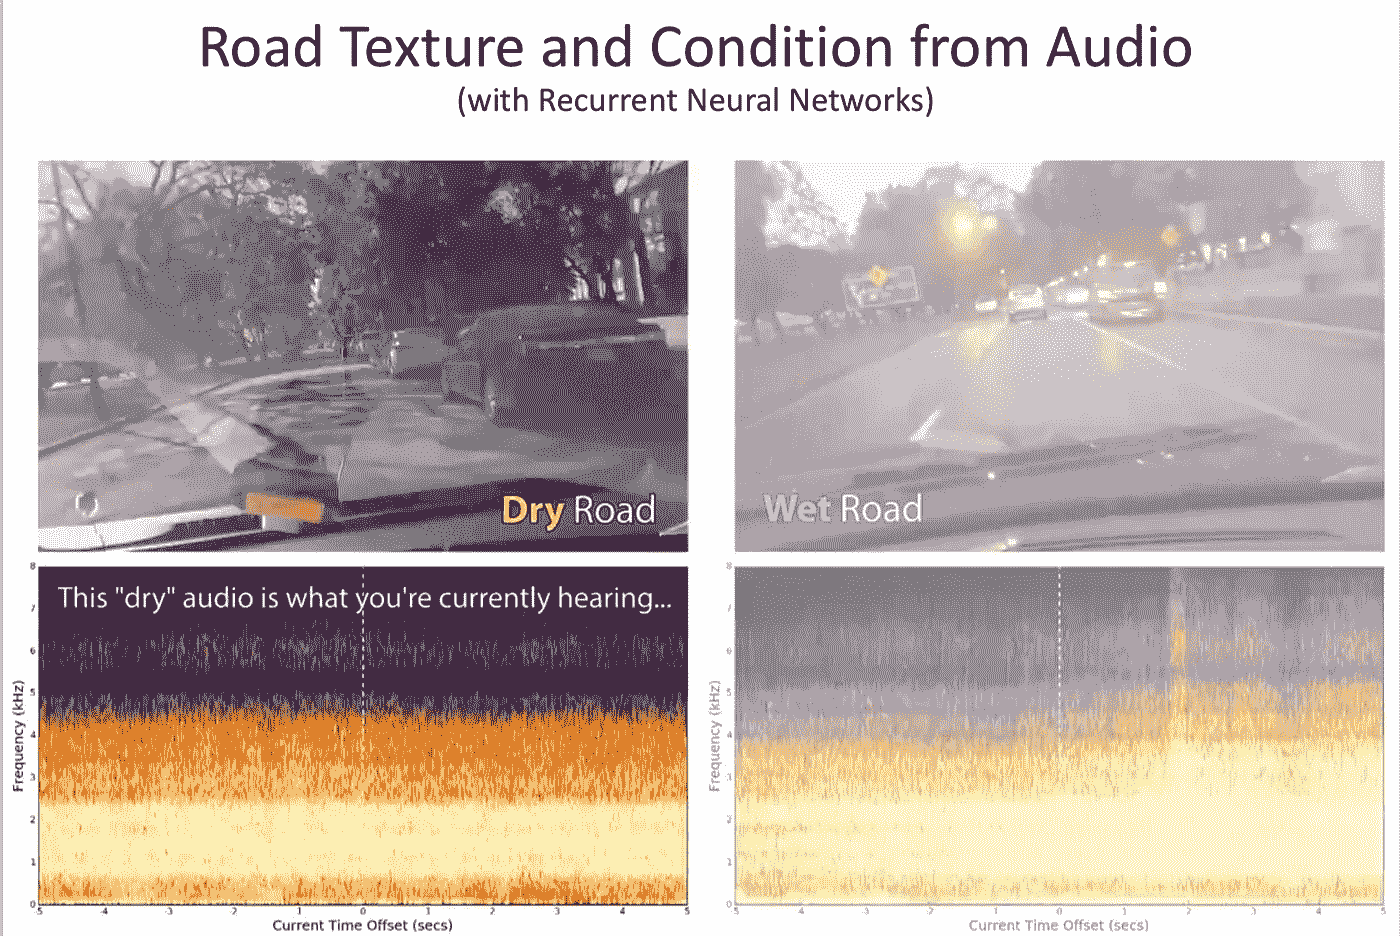 Road Texture and Condition from Audio
(with Recurrent Neural Networks)
Dry Road
Wet Road
This "dry" audio is what you're currently hearing...
Frequency (kHz)
8
7
6
5
4
3
2
1
0
-5 -4 -3 -2 -1 0 1 2 3 4 5
Current Time Offset (secs)
Frequency (kHz)
8
7
6
5
4
3
2
1
0
-5 -4 -3 -2 -1 0 1 2 3 4 5
Current Time Offset (secs)